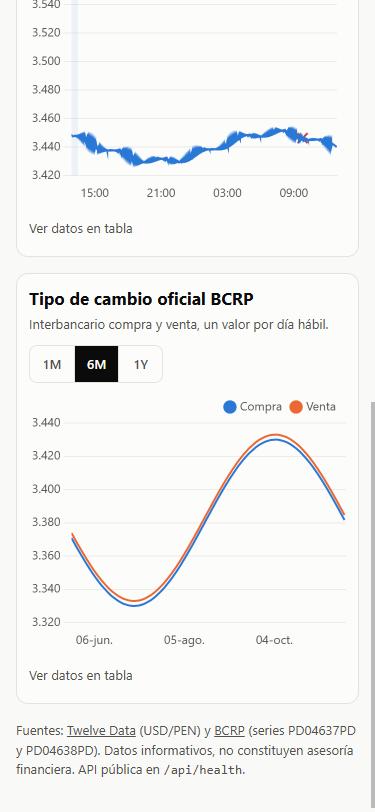 3.540
3.520
3.500
3.480
3.460
3.440
3.420
15:00 21:00 03:00 09:00
Ver datos en tabla
Tipo de cambio oficial BCRP
Interbancario compra y venta, un valor por día hábil.
1M 6M 1Y
Compra Venta
3.440
3.420
3.400
3.380
3.360
3.340
3.320
06-jun. 05-ago. 04-oct.
Ver datos en tabla
Fuentes: Twelve Data (USD/PEN) y BCRP (series PD04637PD
y PD04638PD). Datos informativos, no constituyen asesoría
financiera. API pública en /api/health.